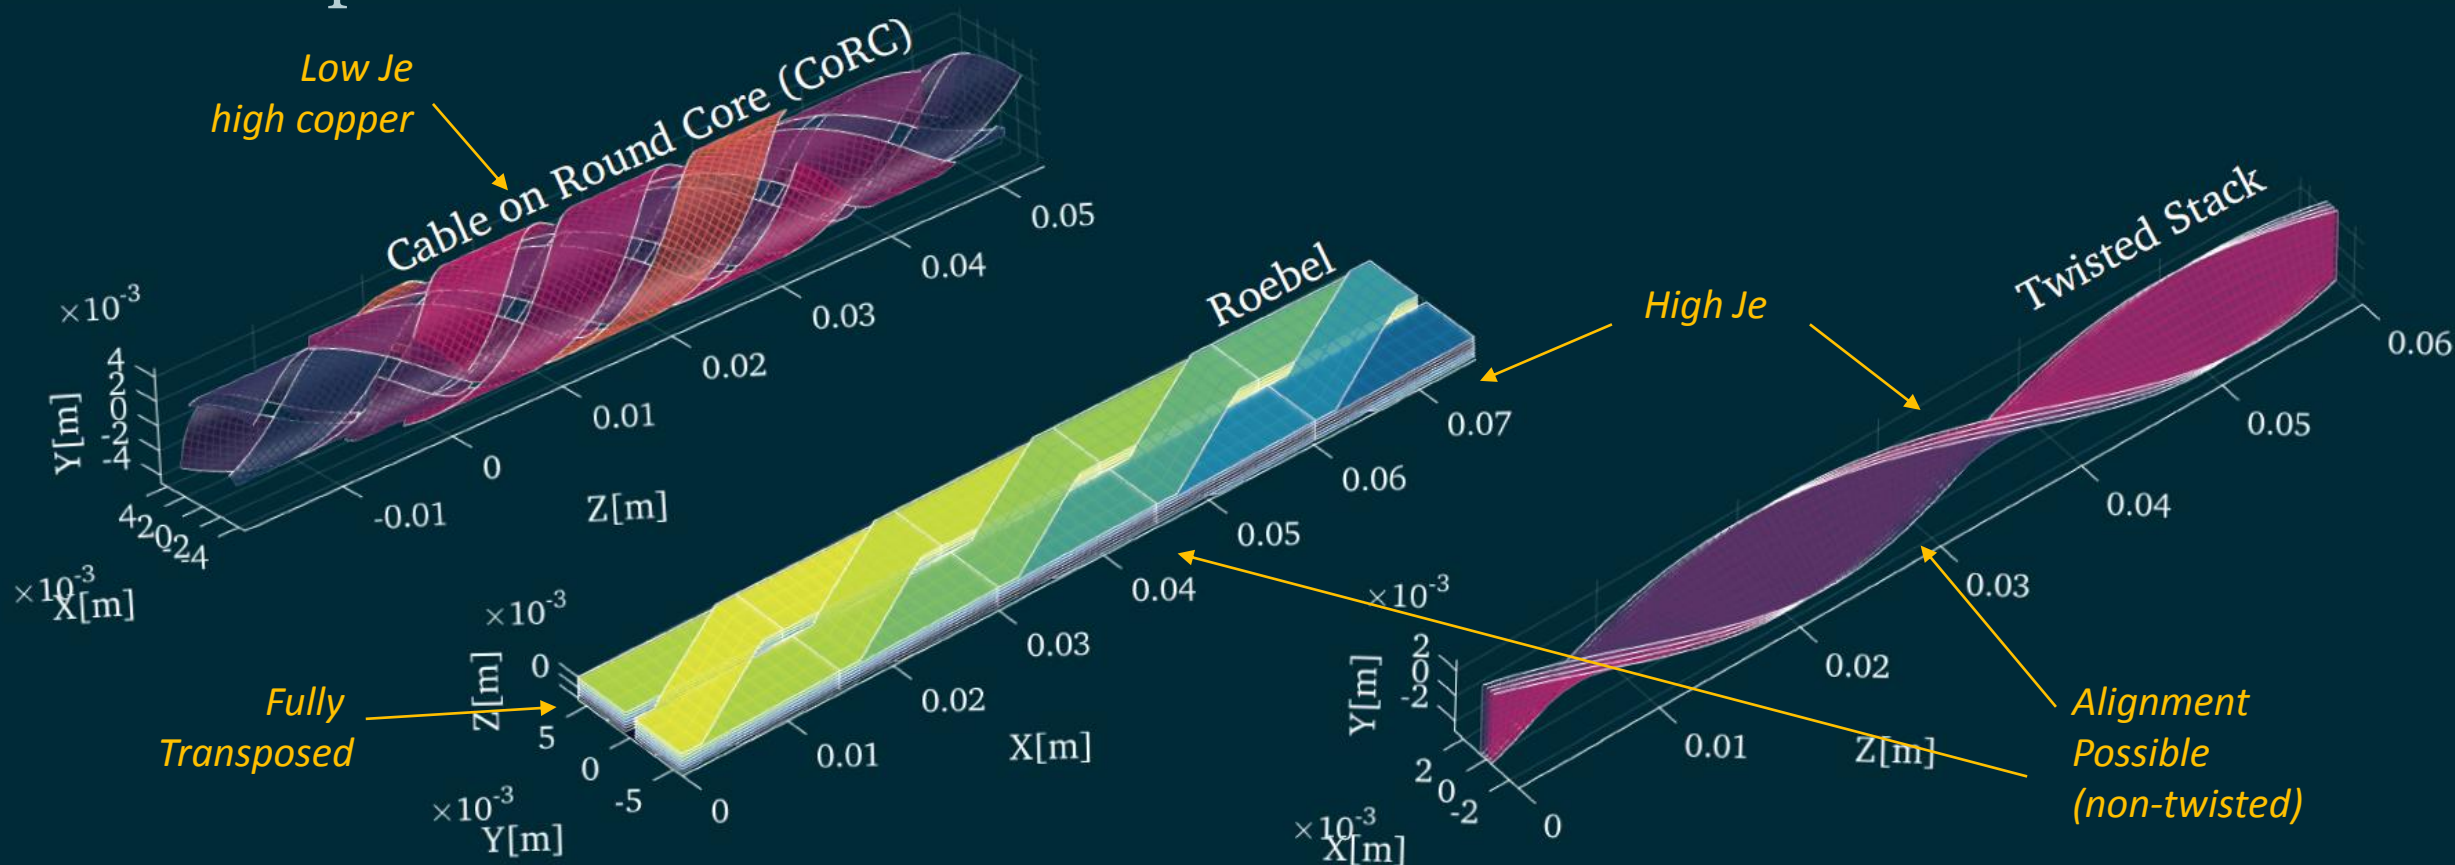 Low Je
high copper
Cable on Round Core (CoRC)
×10-3
4
2
0
-2
-4
Y[m]
4
2
0
-2
-4
×10-3
X[m]
-0.01
0
0.01
0.02
0.03
0.04
0.05
Z[m]
Roebel
×10-3
0
Z[m]
5
0
-5
×10-3
Y[m]
0
0.01
0.02
0.03
0.04
0.05
0.06
0.07
X[m]
Fully
Transposed
High Je
Twisted Stack
×10-3
2
0
-2
Y[m]
2
0
-2
×10-3
X[m]
0
0.01
0.02
0.03
0.04
0.05
0.06
Z[m]
Alignment
Possible
(non-twisted)